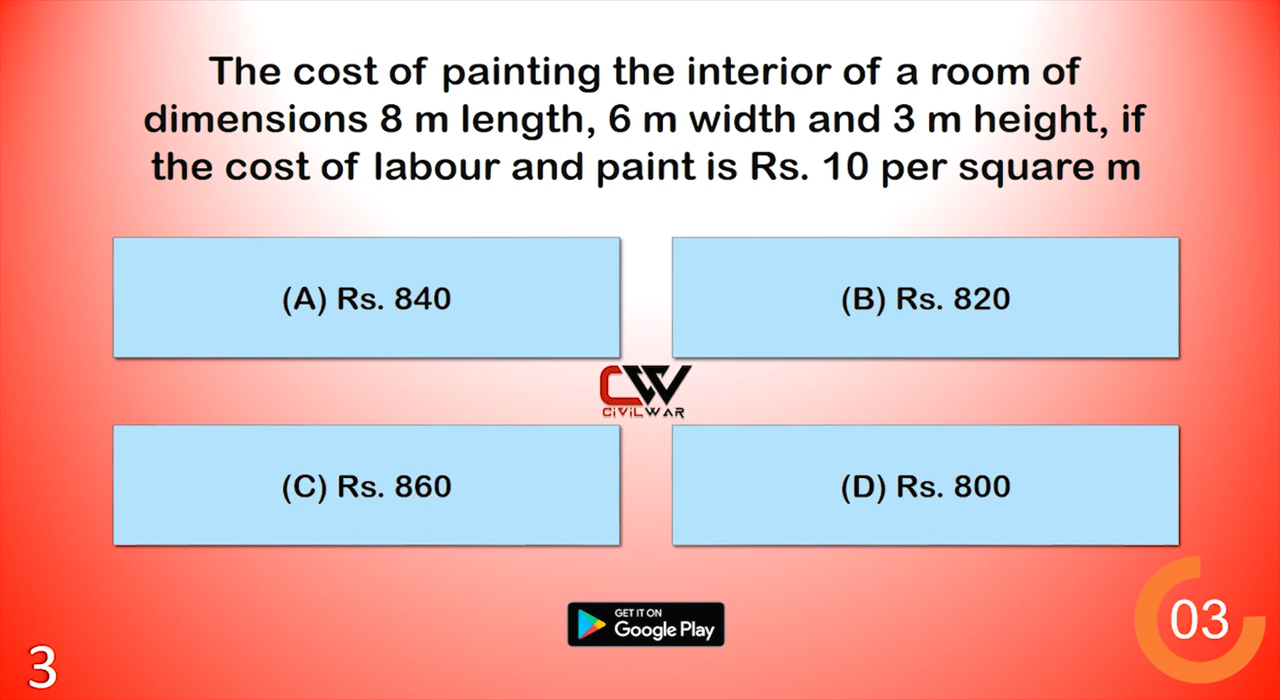 The cost of painting the interior of a room of
dimensions 8 m length, 6 m width and 3 m height, if
the cost of labour and paint is Rs. 10 per square m
(A) Rs. 840
(B) Rs. 820
CW
CiViL WAR
(C) Rs. 860
(D) Rs. 800
GET IT ON
Google Play
03
3